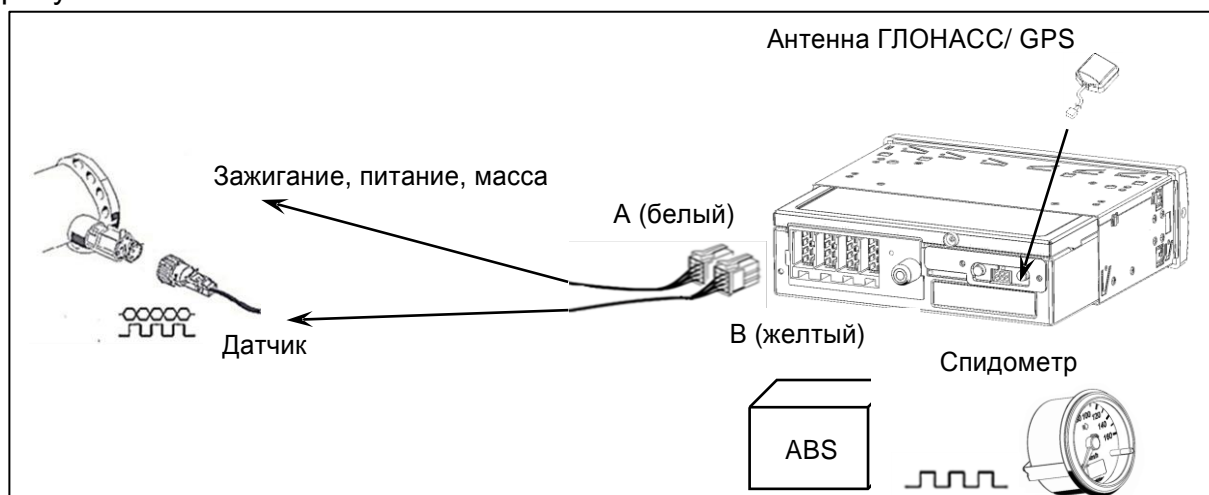 Антенна ГЛОНАСС/ GPS
Зажигание, питание, масса
А (белый)
Датчик
В (желтый)
Спидометр
ABS